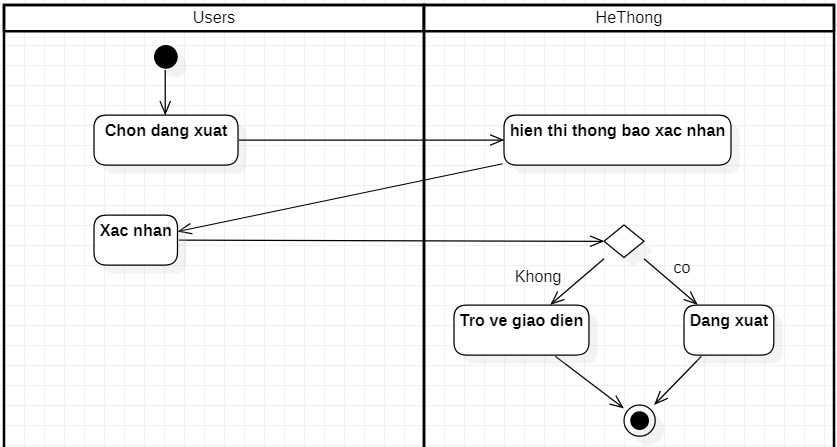 Users
HeThong
Chon dang xuat
hien thi thong bao xac nhan
Xac nhan
Khong
co
Tro ve giao dien
Dang xuat